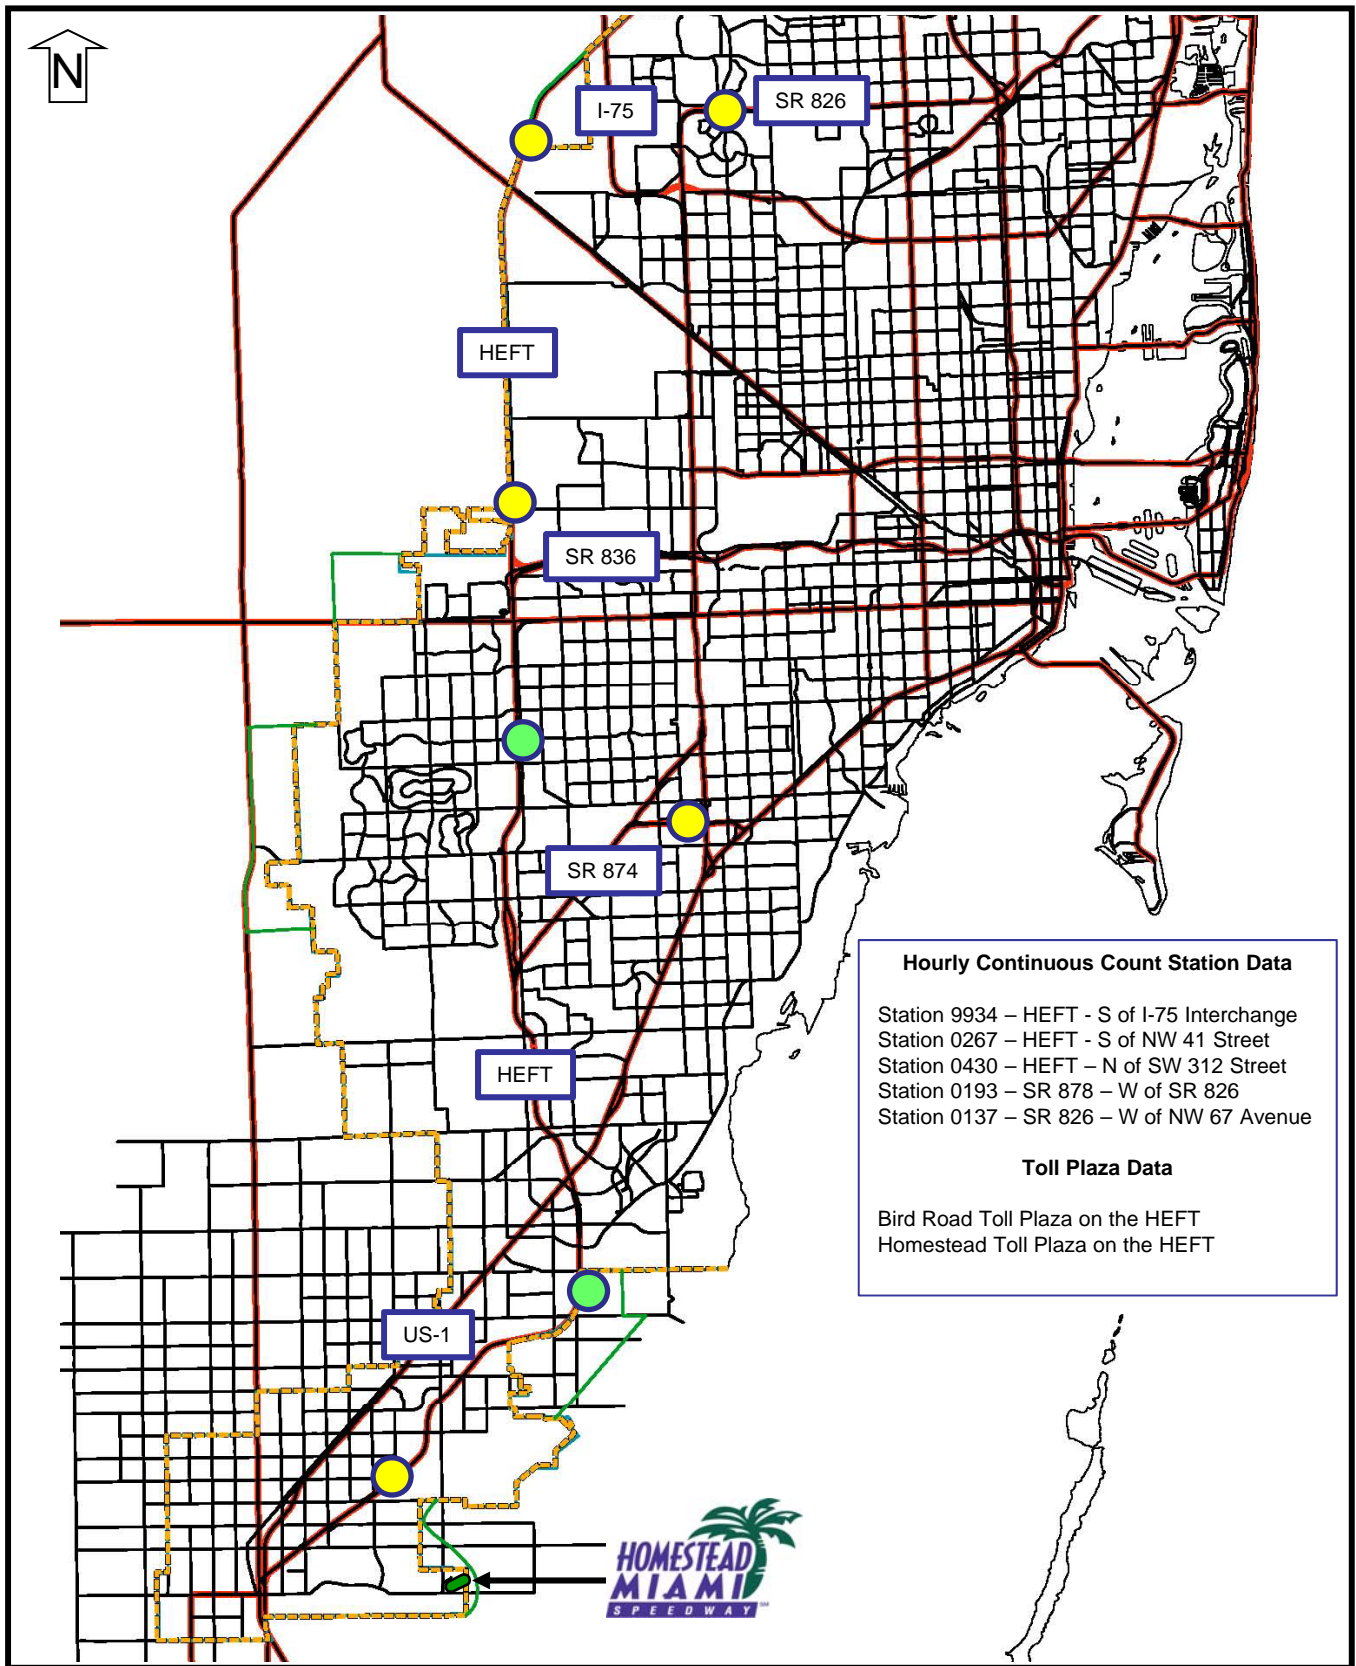 N
I-75
SR 826
HEFT
SR 836
SR 874
HEFT
US-1
Hourly Continuous Count Station Data
Station 9934 – HEFT - S of I-75 Interchange
Station 0267 – HEFT - S of NW 41 Street
Station 0430 – HEFT – N of SW 312 Street
Station 0193 – SR 878 – W of SR 826
Station 0137 – SR 826 – W of NW 67 Avenue
Toll Plaza Data
Bird Road Toll Plaza on the HEFT
Homestead Toll Plaza on the HEFT
HOMESTEAD
MIAMI
SPEEDWAY